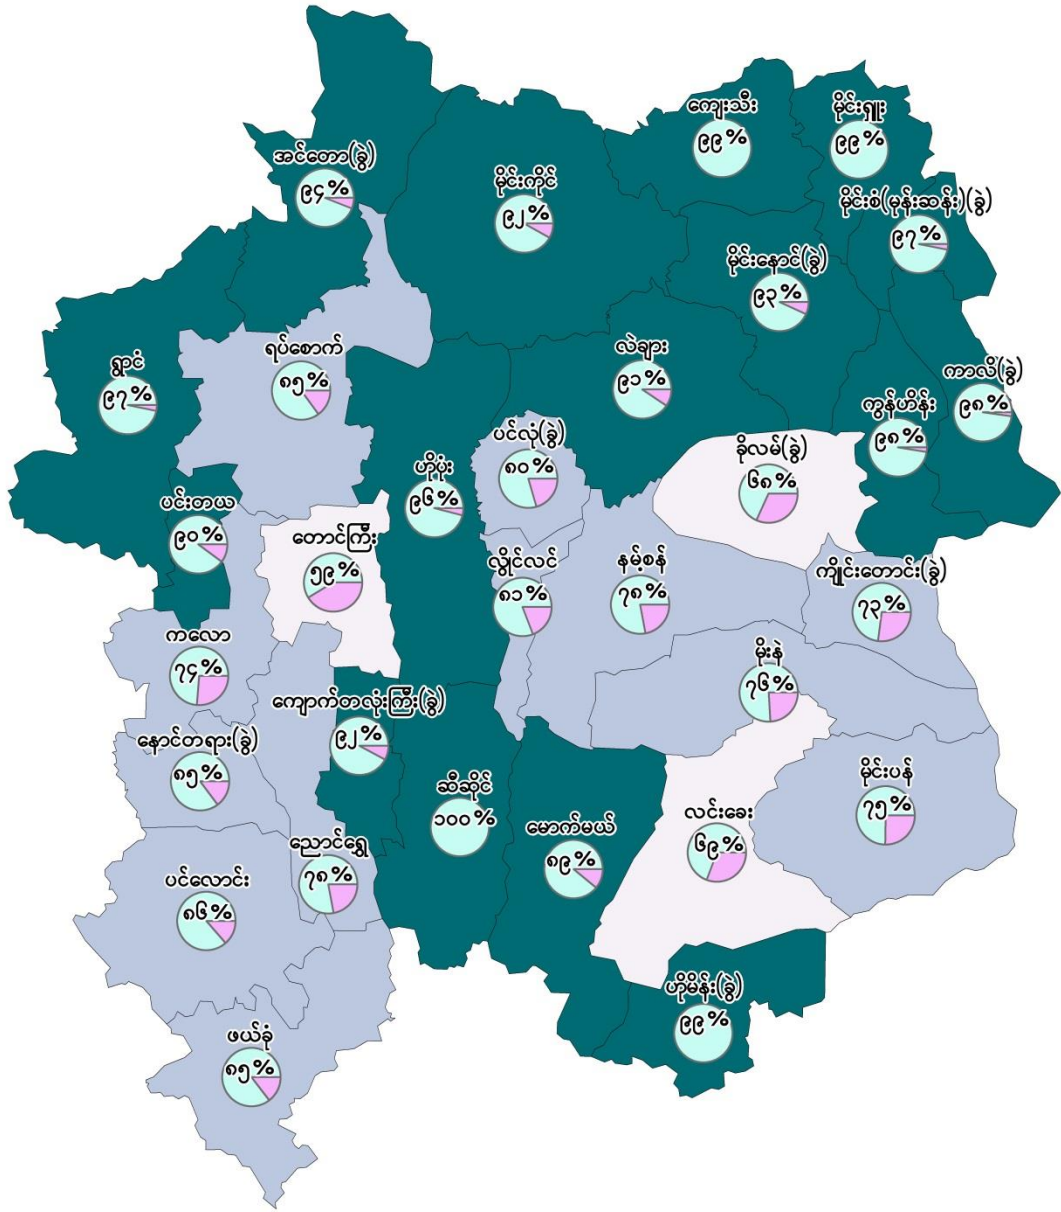 ကျေးသီး
၉၉%
မိုင်းရှူး
၉၉%
အင်တော(ခွဲ)
၉၄%
မိုင်းကိုင်
၉၂%
မိုင်းစံ(မုန်းဆန်း)(ခွဲ)
၉၇%
မိုင်းနောင်(ခွဲ)
၉၃%
ရွာငံ
၉၇%
ရပ်စောက်
၈၅%
လဲချား
၉၁%
ကာလိ(ခွဲ)
၉၈%
ကွန်ဟိန်း
၉၈%
ပင်လုံ(ခွဲ)
၈၀%
ခိုလမ်(ခွဲ)
၆၈%
ဟိုပုံး
၉၆%
ပင်းတယ
၉၀%
တောင်ကြီး
၅၉%
လွိုင်လင်
၈၁%
နမ့်စန်
၇၈%
ကျိုင်းတောင်း(ခွဲ)
၇၃%
ကလော
၇၄%
မိုးနဲ
၇၆%
ကျောက်တလုံးကြီး(ခွဲ)
၉၂%
နောင်တရား(ခွဲ)
၈၅%
ဆီဆိုင်
၁၀၀%
မိုင်းပန်
၇၅%
လင်းခေး
၆၉%
မောက်မယ်
၈၉%
ညောင်ရွှေ
၇၈%
ပင်လောင်း
၈၆%
ဟိုမိန်း(ခွဲ)
၉၉%
ဖယ်ခုံ
၈၅%